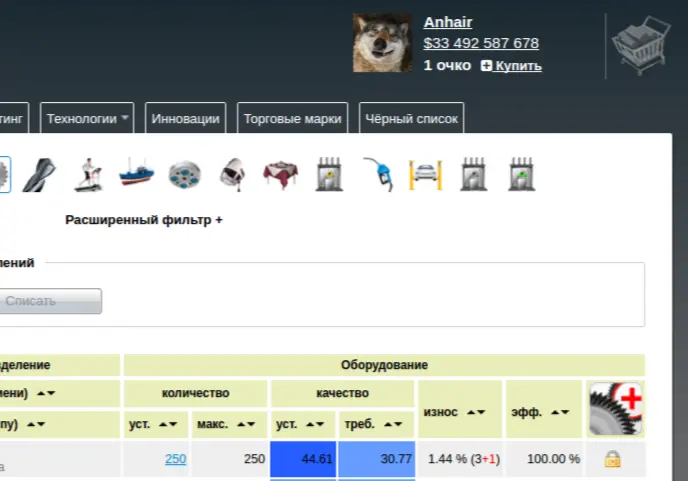 Anhair
$33 492 587 678
1 очко Купить
тинг Технологии Инновации Торговые марки Чёрный список
Расширенный фильтр +
лений
Списать
зделение Оборудование
мени) количество качество износ эфф.
пу) уст. макс. уст. треб.
250 250 44.61 30.77 1.44 % (3+1) 100.00 %
а